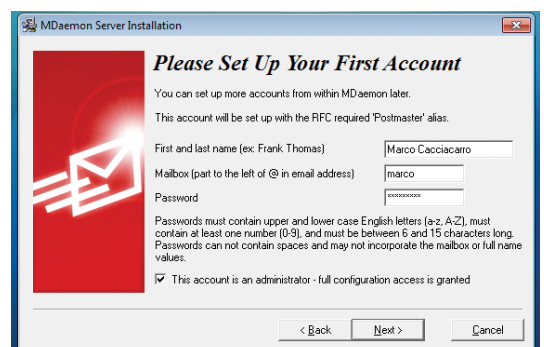 MDaemon Server Installation
Please Set Up Your First Account
You can set up more accounts from within MDaemon later.
This account will be set up with the RFC required 'Postmaster' alias.
First and last name (ex: Frank Thomas) Marco Cacciacarro
Mailbox (part to the left of @ in email address) marco
Password xxxxxxxxx
Passwords must contain upper and lower case English letters (a-z, A-Z), must
contain at least one number (0-9), and must be between 6 and 15 characters long.
Passwords can not contain spaces and may not incorporate the mailbox or full name
values.
This account is an administrator - full configuration access is granted
< Back Next > Cancel